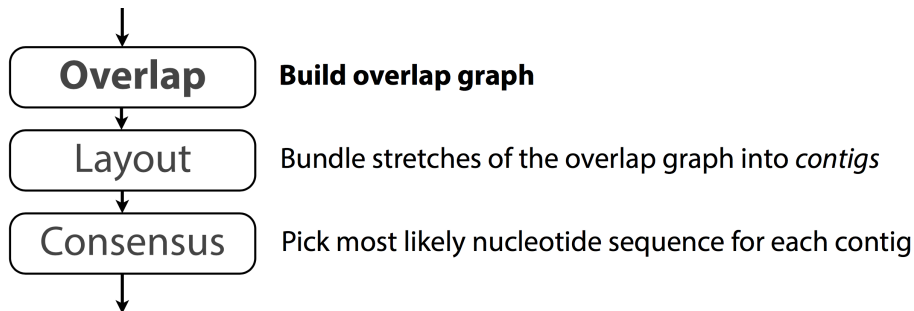 Overlap Build overlap graph
Layout Bundle stretches of the overlap graph into contigs
Consensus Pick most likely nucleotide sequence for each contig